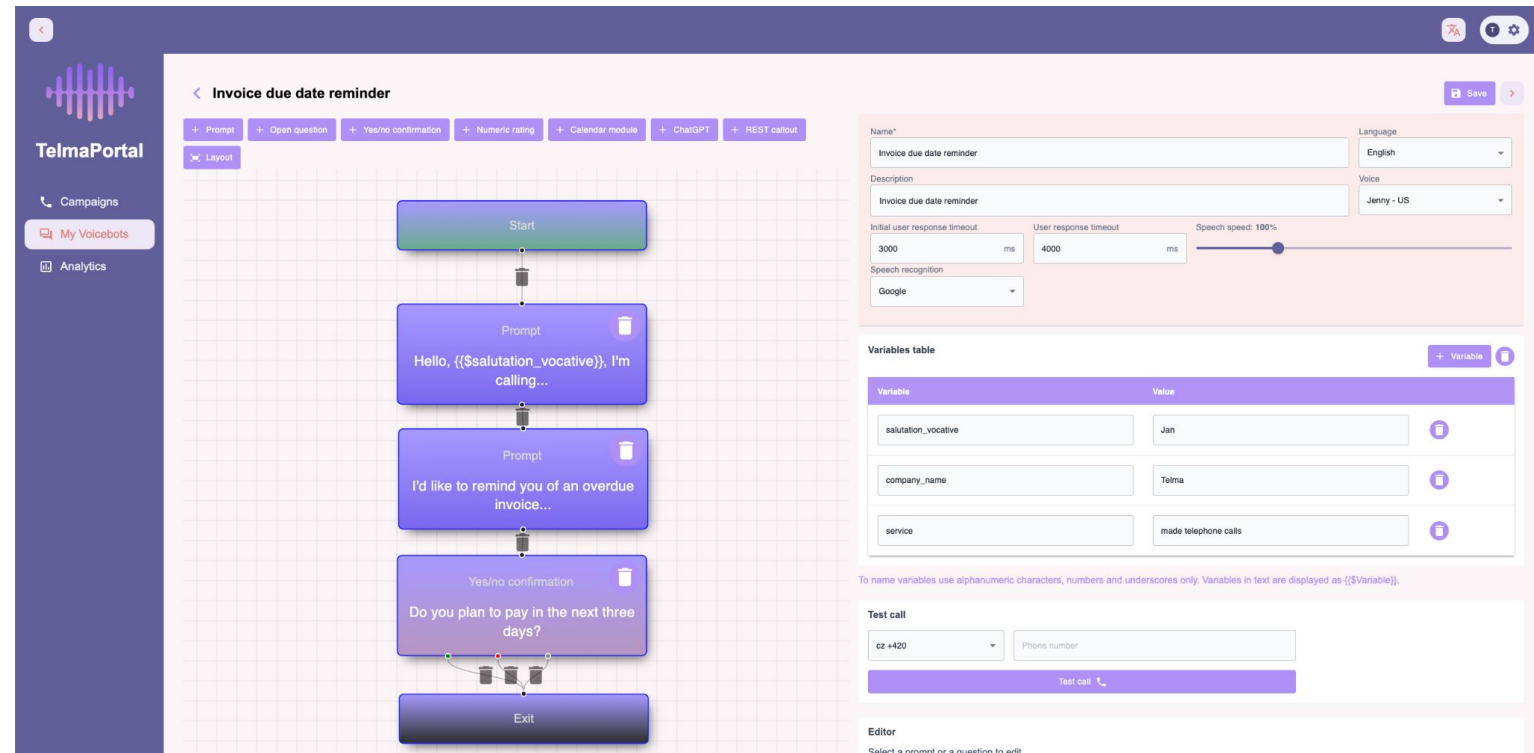 T
TelmaPortal
Campaigns
My Voicebots
Analytics
Invoice due date reminder
Save
+ Prompt
+ Open question
+ Yes/no confirmation
+ Numeric rating
+ Calendar module
+ ChatGPT
+ REST callout
Layout
Start
Prompt
Hello, {{$salutation_vocative}}, I'm
calling...
Prompt
I'd like to remind you of an overdue
invoice...
Yes/no confirmation
Do you plan to pay in the next three
days?
Exit
Name*
Language
Invoice due date reminder
English
Description
Voice
Invoice due date reminder
Jenny - US
Initial user response timeout
User response timeout
Speech speed: 100%
3000 ms
4000 ms
Speech recognition
Google
Variables table
+ Variable
Variable
Value
salutation_vocative
Jan
company_name
Telma
service
made telephone calls
To name variables use alphanumeric characters, numbers and underscores only. Variables in text are displayed as {{$Variable}}.
Test call
cz +420
Phone number
Test call
Editor
Select a prompt or a question to edit